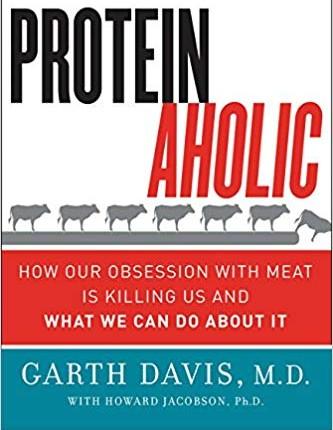 PROTEIN
AHOLIC
HOW OUR OBSESSION WITH MEAT
IS KILLING US AND
WHAT WE CAN DO ABOUT IT
GARTH DAVIS, M.D.
WITH HOWARD JACOBSON, Ph.D.